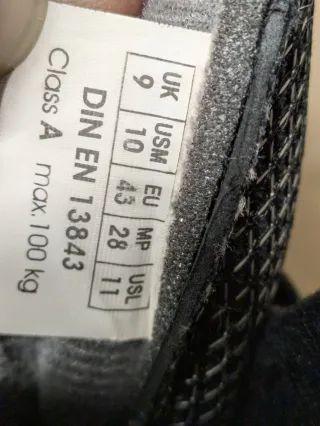 UK USM EU MP USL
9 10 43 28 11
DIN EN 13843
Class A max. 100 kg